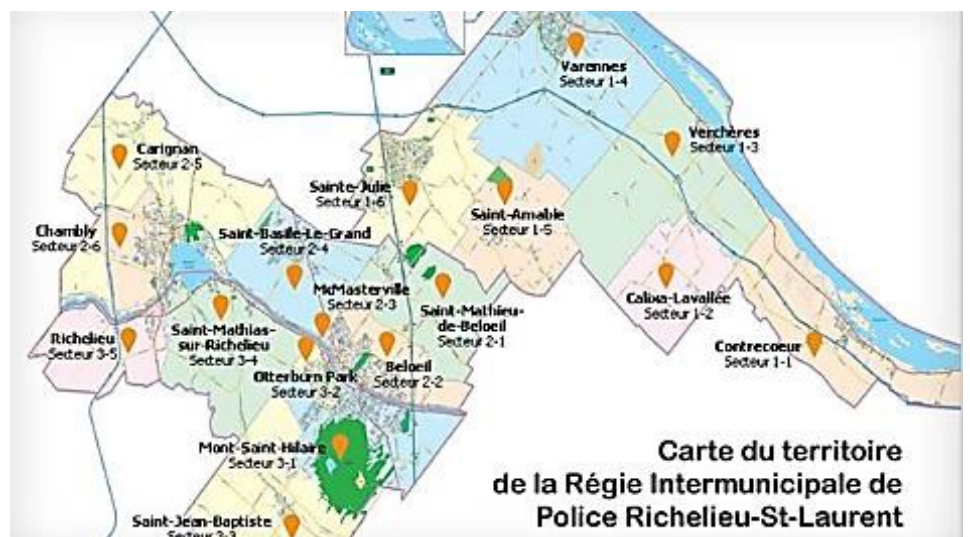 Varennes
Secteur 1-4
Verchères
Secteur 1-3
Carignan
Secteur 2-5
Sainte-Julie
Secteur 1-6
Saint-Amable
Secteur 1-5
Chambly
Secteur 2-6
Saint-Basile-Le-Grand
Secteur 2-4
McMasterville
Secteur 2-3
Saint-Mathieu-
de-Beloeil
Secteur 2-1
Calixa-Lavallée
Secteur 1-2
Richelieu
Secteur 3-5
Saint-Mathias-
sur-Richelieu
Secteur 3-4
Contrecoeur
Secteur 1-1
Beloeil
Secteur 2-2
Otterburn Park
Secteur 3-2
Mont-Saint-Hilaire
Secteur 3-1
Carte du territoire
de la Régie Intermunicipale de
Police Richelieu-St-Laurent
Saint-Jean-Baptiste
Secteur 3-3